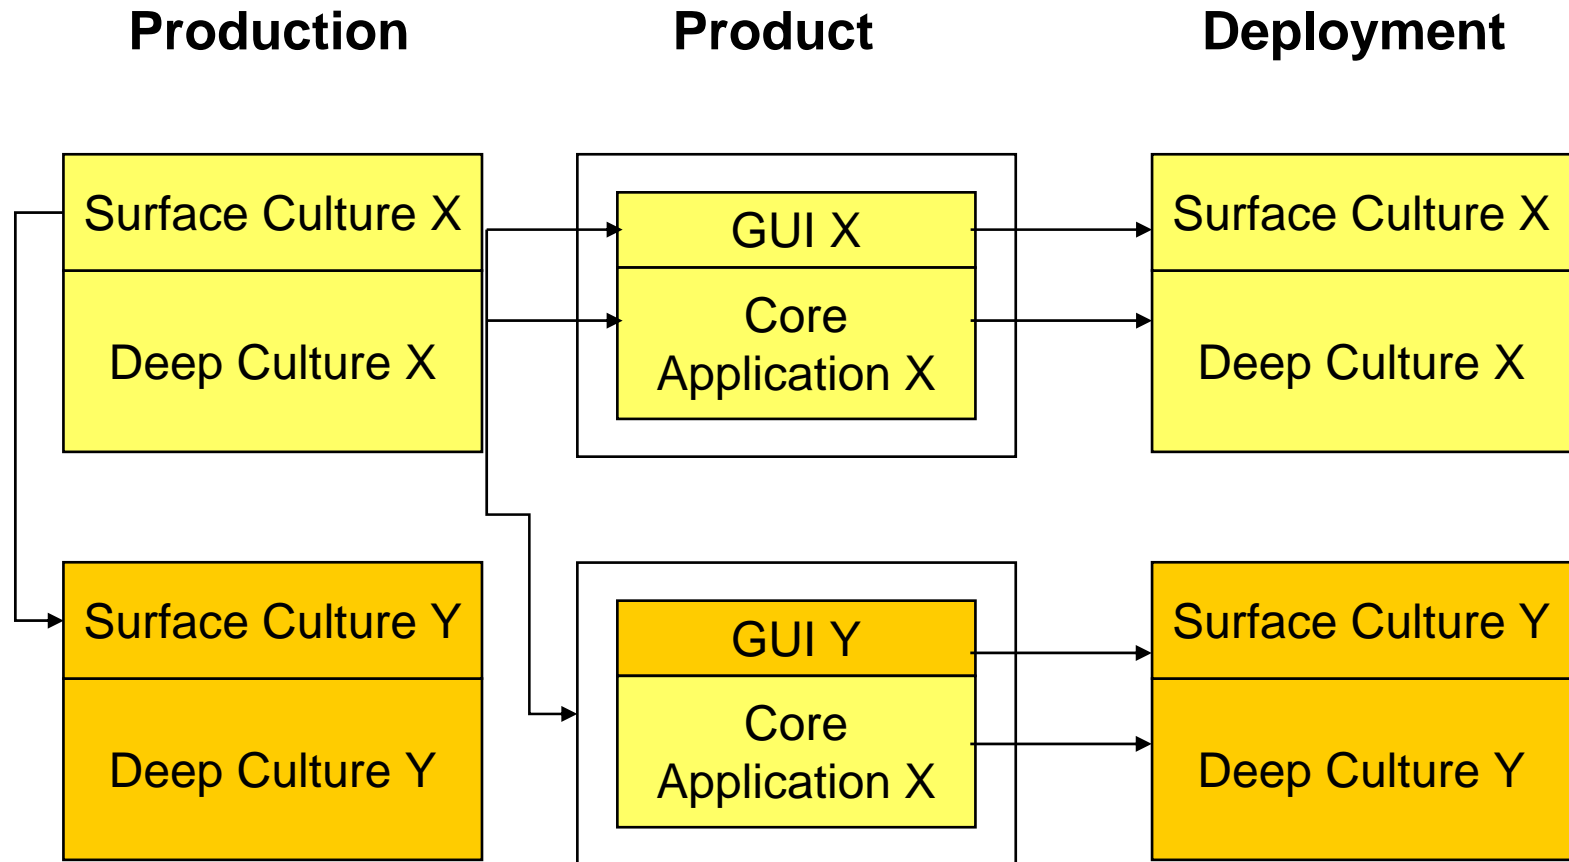 Production
Product
Deployment
Surface Culture X
GUI X
Surface Culture X
Deep Culture X
Core
Application X
Deep Culture X
Surface Culture Y
GUI Y
Surface Culture Y
Deep Culture Y
Core
Application X
Deep Culture Y